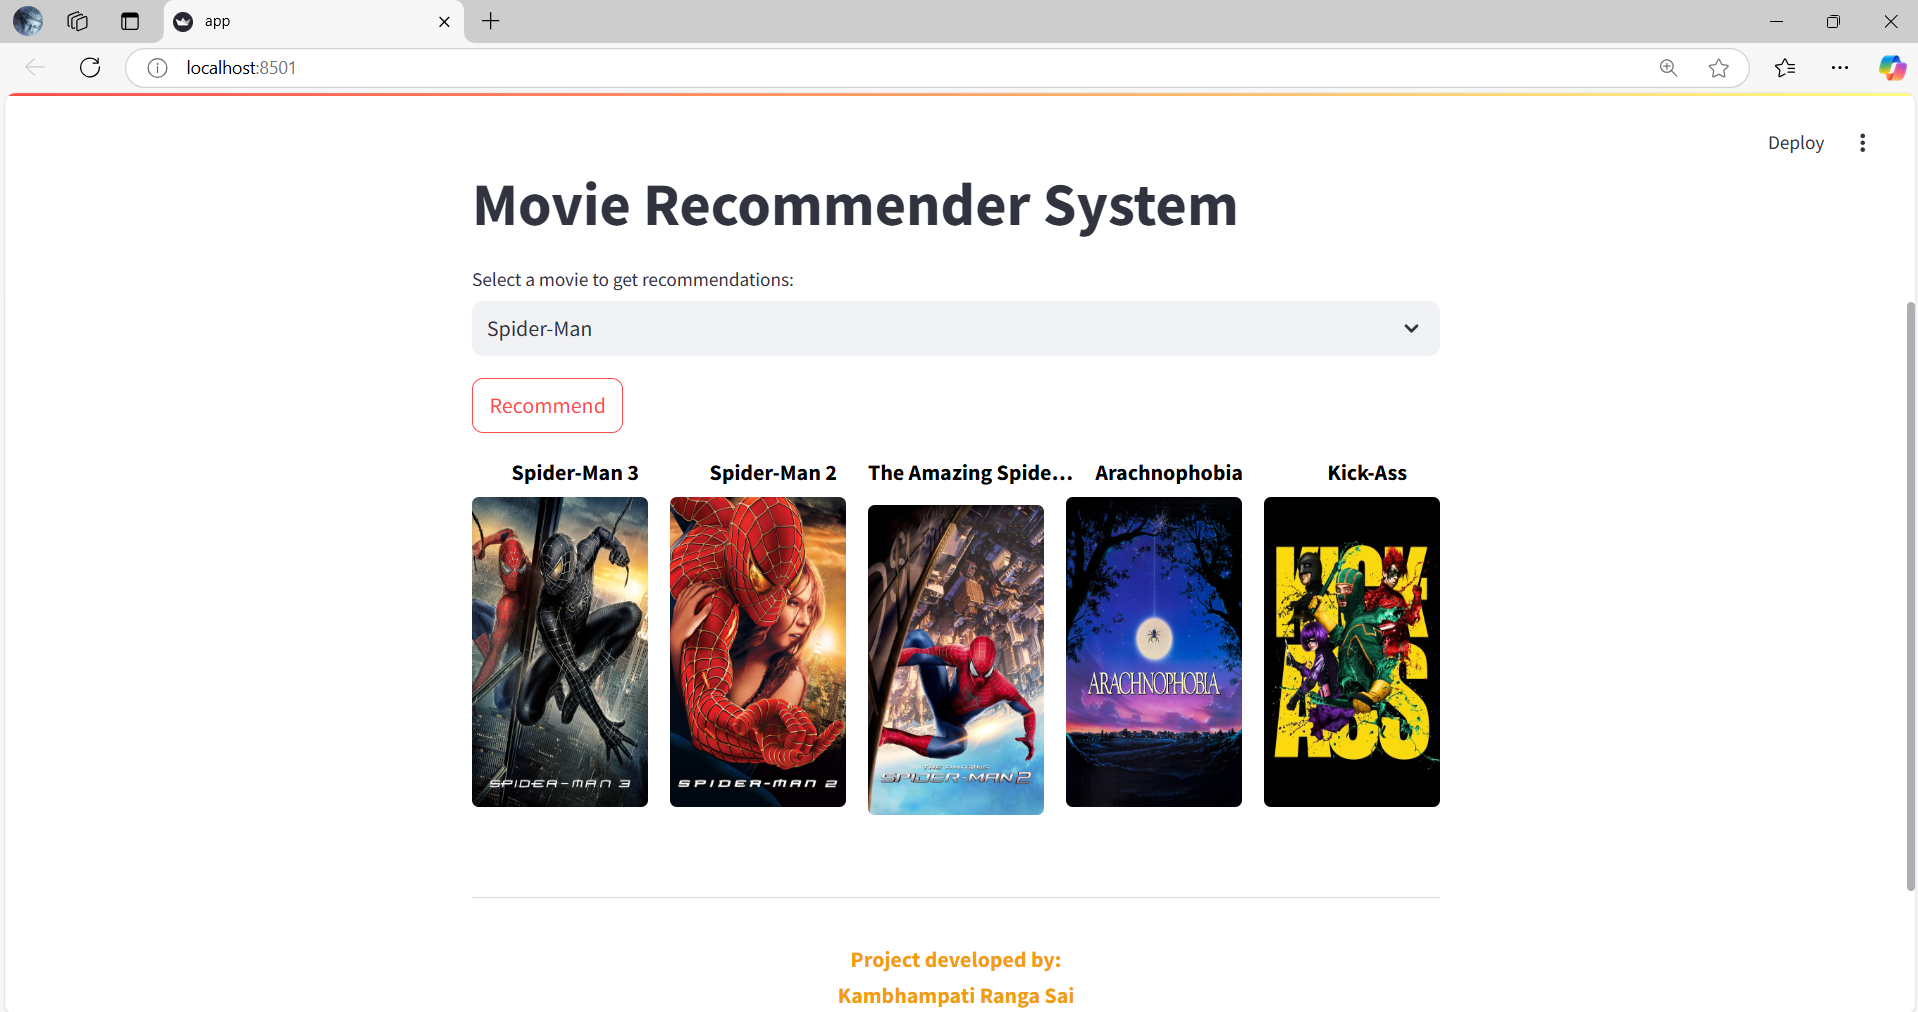 app
localhost:8501
Deploy
Movie Recommender System
Select a movie to get recommendations:
Spider-Man
Recommend
Spider-Man 3
Spider-Man 2
The Amazing Spide...
Arachnophobia
Kick-Ass
SPIDER-MAN 3
SPIDER-MAN 2
THE AMAZING
SPIDER-MAN 2
ARACHNOPHOBIA
KICK
ASS
Project developed by:
Kambhampati Ranga Sai